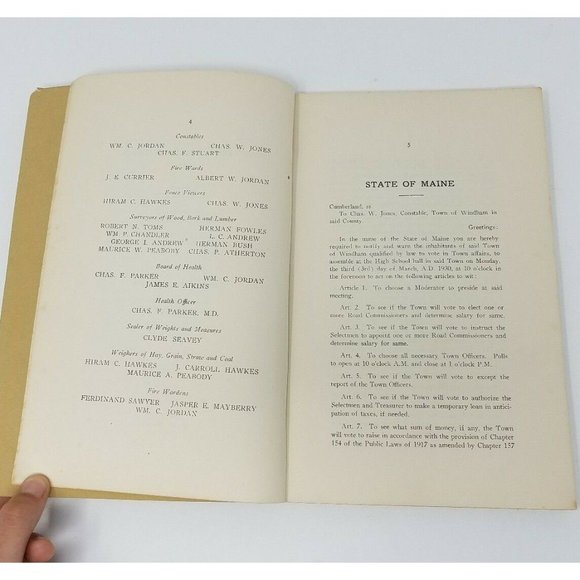 4
Constables
WM. C. JORDAN CHAS. W. JONES
CHAS. F. STUART
Fire Wards
J. E. CURRIER ALBERT W. JORDAN
Fence Viewers
HIRAM C. HAWKES CHAS. W. JONES
Surveyors of Wood, Bark and Lumber
ROBERT N. TOMS HERMAN FOWLES
WM. P. CHANDLER L. C. ANDREW
GEORGE I. ANDREW HERMAN BUSH
MAURICE W. PEABODY CHAS. P. ATHERTON
Board of Health
CHAS. F. PARKER WM. C. JORDAN
JAMES E. AIKINS
Health Officer
CHAS. F. PARKER, M.D.
Sealer of Weights and Measures
CLYDE SEAVEY
Weighers of Hay, Grain, Straw and Coal
HIRAM C. HAWKES J. CARROLL HAWKES
MAURICE A. PEABODY
Fire Wardens
FERDINAND SAWYER JASPER E. MAYBERRY
WM. C. JORDAN
5
STATE OF MAINE
Cumberland, ss
To Chas. W. Jones, Constable, Town of Windham in
said County.
Greetings:
In the name of the State of Maine you are hereby
required to notify and warn the inhabitants of said Town
of Windham qualified by law to vote in Town affairs, to
assemble at the High School hall in said Town on Monday,
the third (3rd) day of March, A.D. 1930, at 10 o'clock in
the forenoon to act on the following articles to wit:
Article 1. To choose a Moderator to preside at said
meeting.
Art. 2. To see if the Town will vote to elect one or
more Road Commissioners and determine salary for same.
Art. 3. To see if the Town will vote to instruct the
Selectmen to appoint one or more Road Commissioners and
determine salary for same.
Art. 4. To choose all necessary Town Officers. Polls
to open at 10 o'clock A.M. and close at 1 o'clock P.M.
Art. 5. To see if the Town will vote to except the
report of the Town Officers.
Art. 6. To see if the Town will vote to authorize the
Selectmen and Treasurer to make a temporary loan in antici-
pation of taxes, if needed.
Art. 7. To see what sum of money, if any, the Town
will vote to raise in accordance with the provision of Chapter
154 of the Public Laws of 1917 as amended by Chapter 157